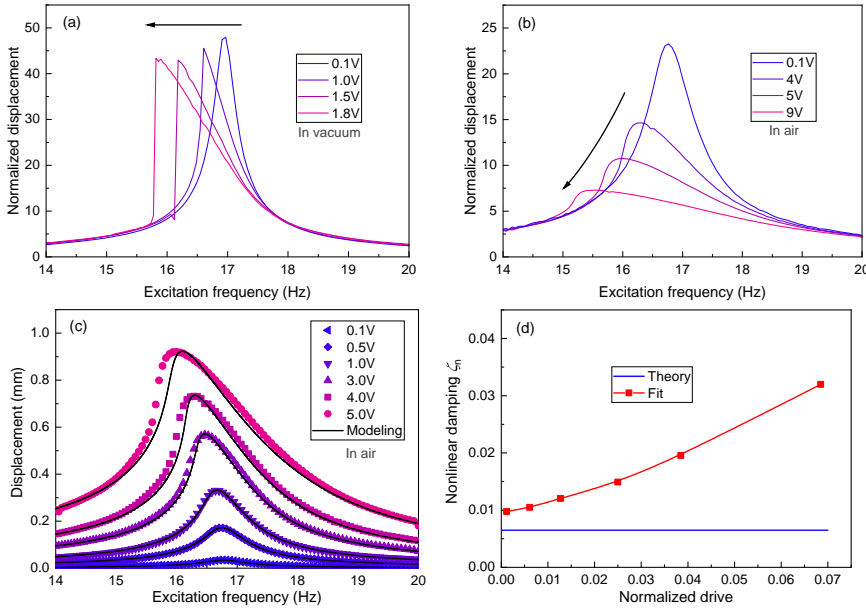 (a)
Normalized displacement
50
40
30
20
10
0
0.1V
1.0V
1.5V
1.8V
In vacuum
14 15 16 17 18 19 20
Excitation frequency (Hz)
(b)
Normalized displacement
25
20
15
10
5
0
0.1V
4V
5V
9V
In air
14 15 16 17 18 19 20
Excitation frequency (Hz)
(c)
Displacement (mm)
1.0
0.8
0.6
0.4
0.2
0.0
0.1V
0.5V
1.0V
3.0V
4.0V
5.0V
Modeling
In air
14 15 16 17 18 19 20
Excitation frequency (Hz)
(d)
Nonlinear damping ζn
0.04
0.03
0.02
0.01
0.00
Theory
Fit
0.00 0.01 0.02 0.03 0.04 0.05 0.06 0.07
Normalized drive